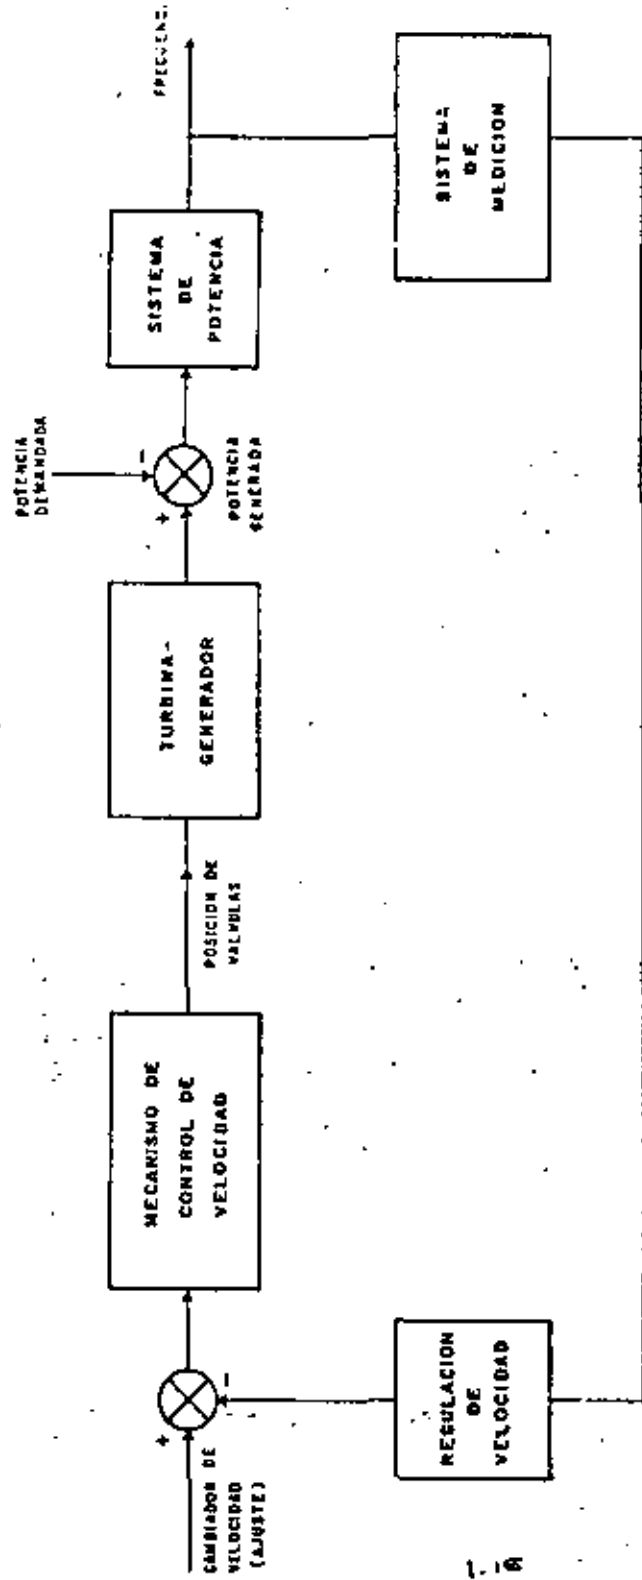 CAMBIADOR DE
VELOCIDAD
(AJUSTE)
+
-
MECANISMO DE
CONTROL DE
VELOCIDAD
POSICION DE
VALVULAS
TURBINA-
GENERADOR
POTENCIA
DEMANDADA
+
-
POTENCIA
GENERADA
SISTEMA
DE
POTENCIA
SISTEMA
DE
MEDICION
REGULACION
DE
VELOCIDAD